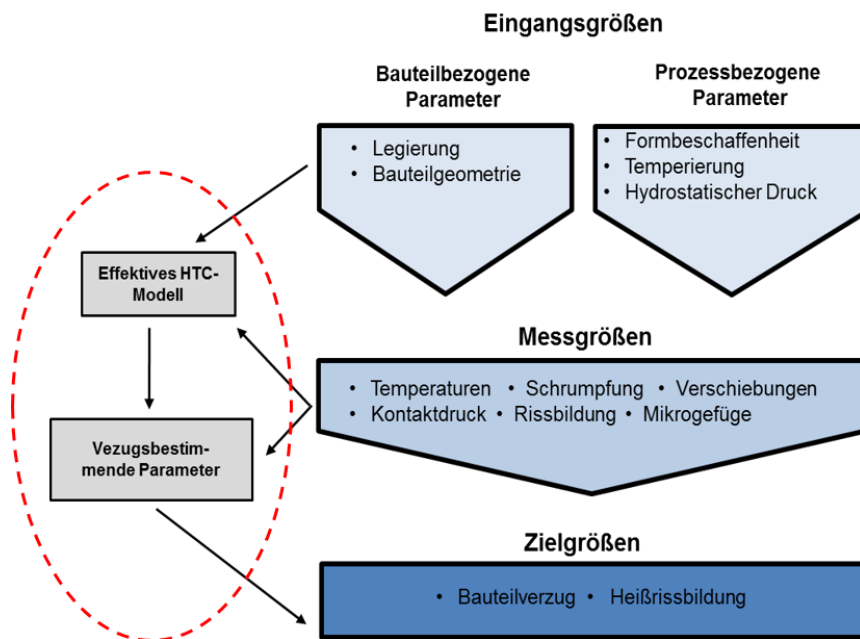 Eingangsgrößen
Bauteilbezogene
Parameter
• Legierung
• Bauteilgeometrie
Prozessbezogene
Parameter
• Formbeschaffenheit
• Temperierung
• Hydrostatischer Druck
Effektives HTC-
Modell
Vezugsbestim-
mende Parameter
Messgrößen
• Temperaturen • Schrumpfung • Verschiebungen
• Kontaktdruck • Rissbildung • Mikrogefüge
Zielgrößen
• Bauteilverzug • Heißrissbildung